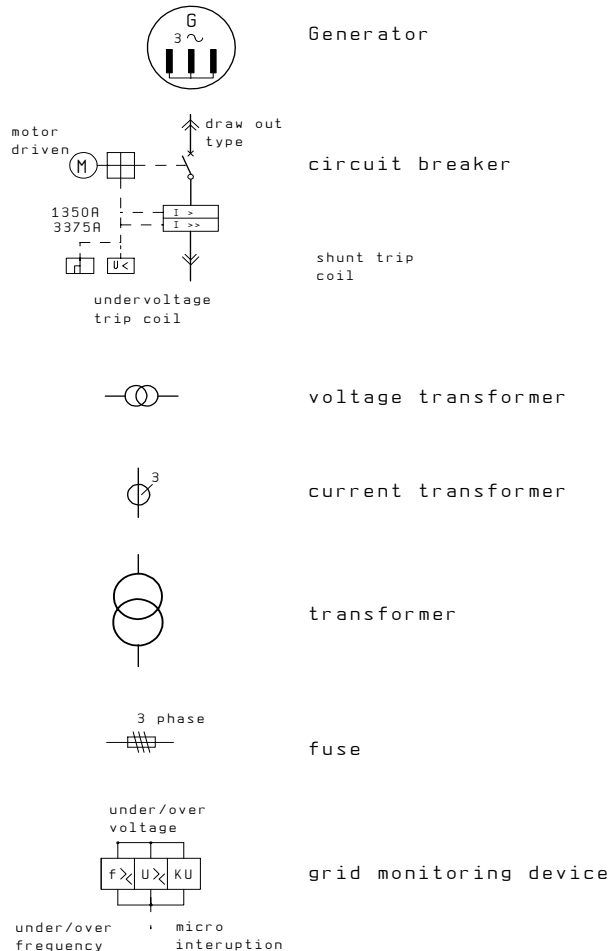 G
3 ~
Generator
draw out
type
motor
driven
M
circuit breaker
1350A
I >
3375A
I >>
U<
shunt trip
coil
undervoltage
trip coil
voltage transformer
3
current transformer
transformer
3 phase
fuse
under/over
voltage
f >< U >< KU
grid monitoring device
under/over
frequency
micro
interuption